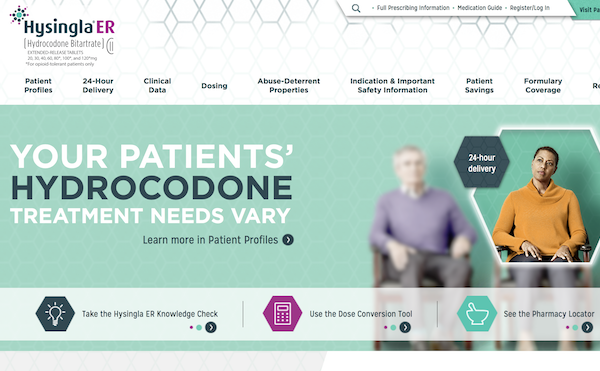 Full Prescribing Information • Medication Guide • Register/Log In
Visit Pa
Hysingla® ER
[Hydrocodone Bitartrate] CII
EXTENDED-RELEASE TABLETS
20, 30, 40, 60, 80*, 100*, and 120*mg
*For opioid-tolerant patients only
Patient Profiles
24-Hour Delivery
Clinical Data
Dosing
Abuse-Deterrent Properties
Indication & Important Safety Information
Patient Savings
Formulary Coverage
Re
YOUR PATIENTS’
HYDROCODONE
TREATMENT NEEDS VARY
Learn more in Patient Profiles
24-hour
delivery
Take the Hysingla ER Knowledge Check
Use the Dose Conversion Tool
See the Pharmacy Locator